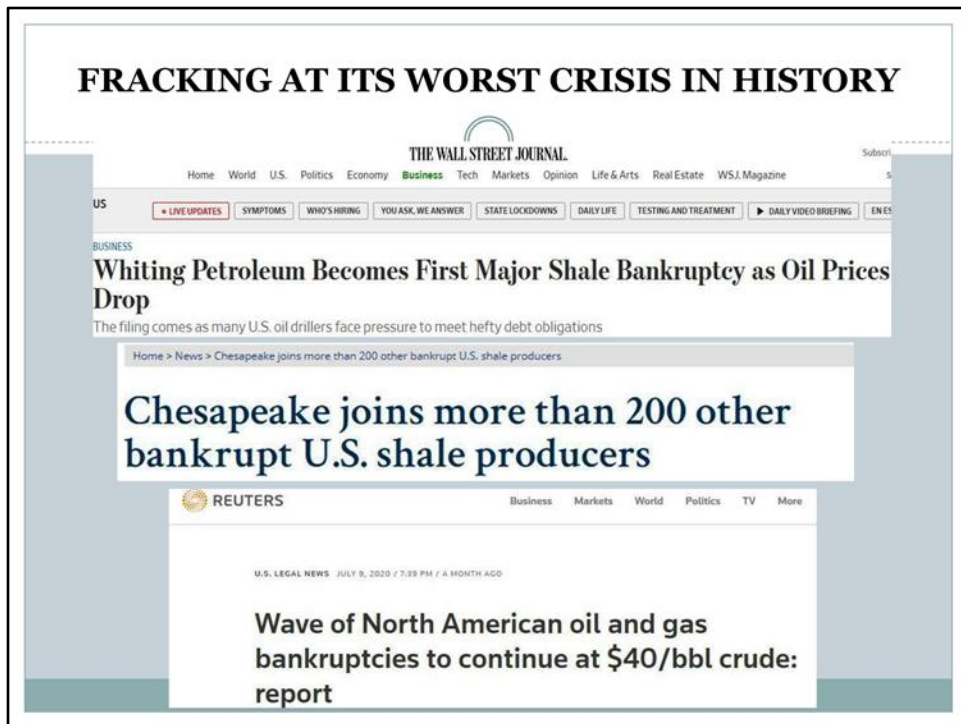 FRACKING AT ITS WORST CRISIS IN HISTORY
THE WALL STREET JOURNAL.
Home World U.S. Politics Economy Business Tech Markets Opinion Life & Arts Real Estate WSJ. Magazine
US
LIVE UPDATES SYMPTOMS WHO'S HIRING YOU ASK, WE ANSWER STATE LOCKDOWNS DAILY LIFE TESTING AND TREATMENT DAILY VIDEO BRIEFING EN ES
BUSINESS
Whiting Petroleum Becomes First Major Shale Bankruptcy as Oil Prices
Drop
The filing comes as many U.S. oil drillers face pressure to meet hefty debt obligations
Home > News > Chesapeake joins more than 200 other bankrupt U.S. shale producers
Chesapeake joins more than 200 other
bankrupt U.S. shale producers
REUTERS Business Markets World Politics TV More
U.S. LEGAL NEWS JULY 9, 2020 / 7:39 PM / A MONTH AGO
Wave of North American oil and gas
bankruptcies to continue at $40/bbl crude:
report